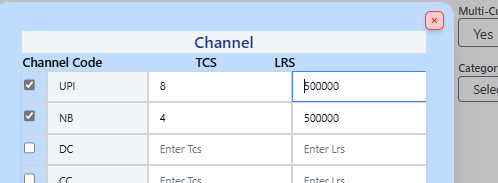 Channel
Channel Code TCS LRS
UPI 8 500000
NB 4 500000
DC Enter Tcs Enter Lrs
CC Enter Tcs Enter Lrs
Multi-Cu
Yes
Categor
Selec